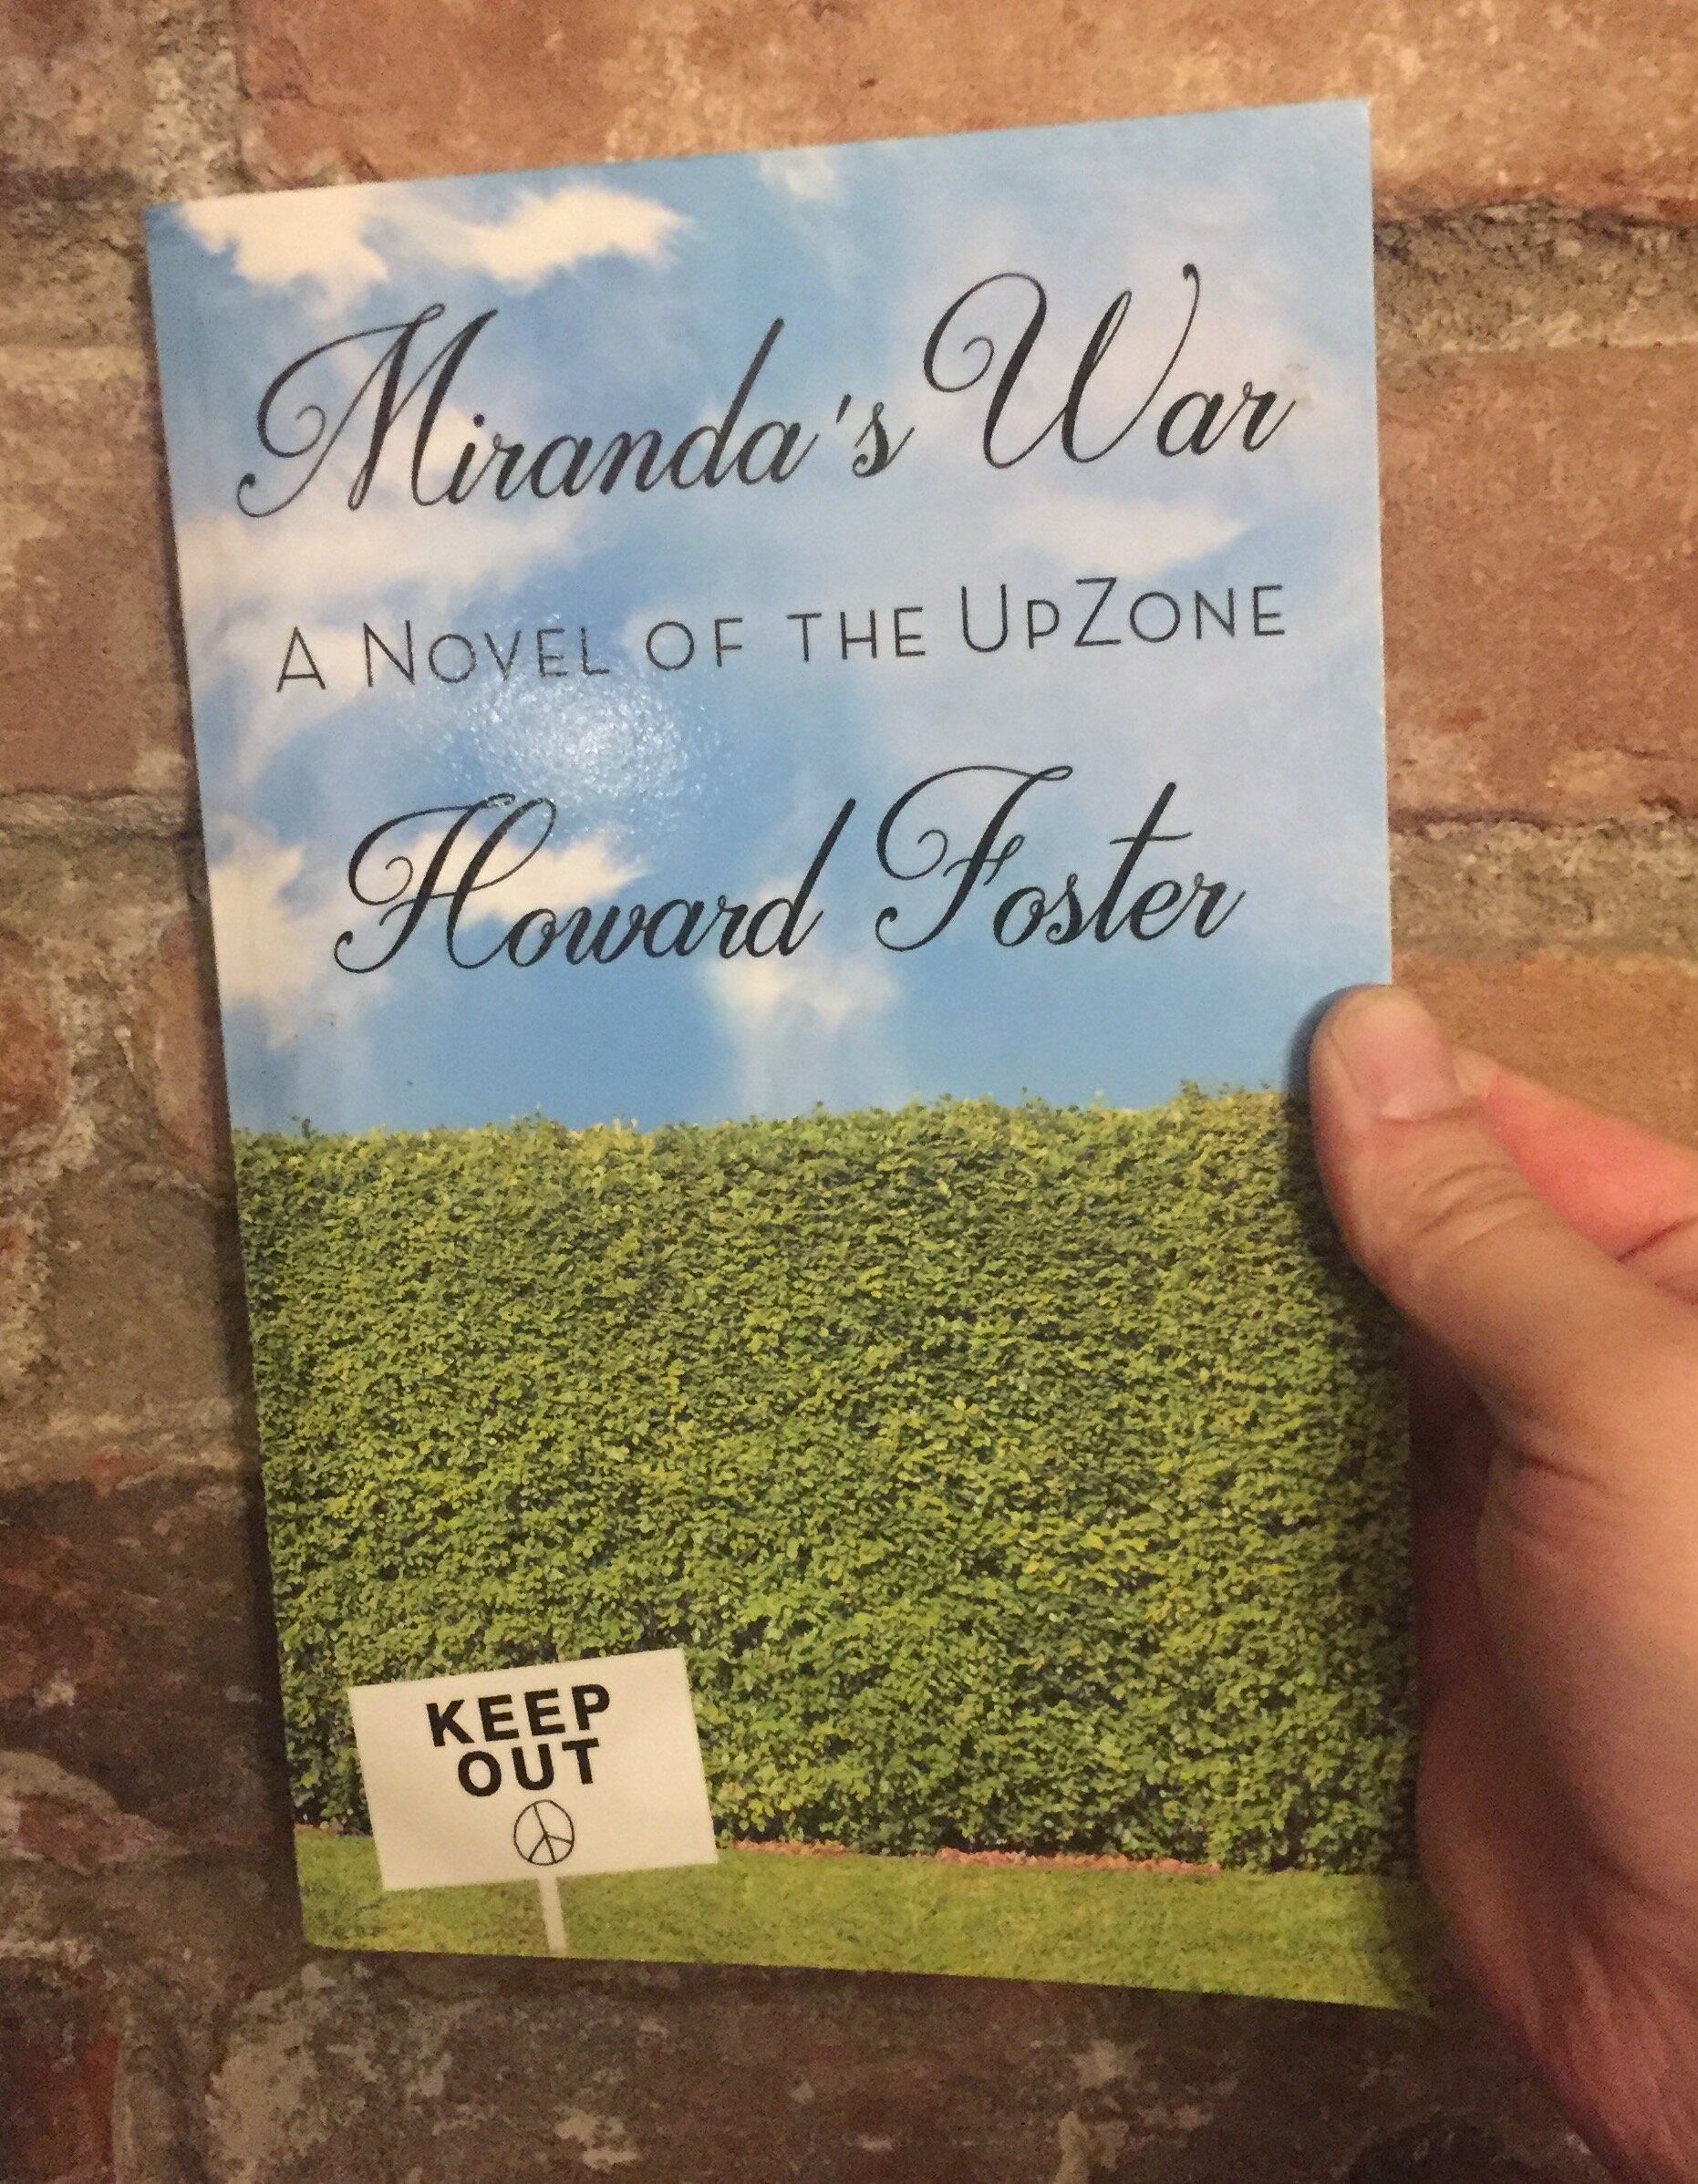 Miranda's War
A NOVEL OF THE UPZONE
Howard Foster
KEEP
OUT